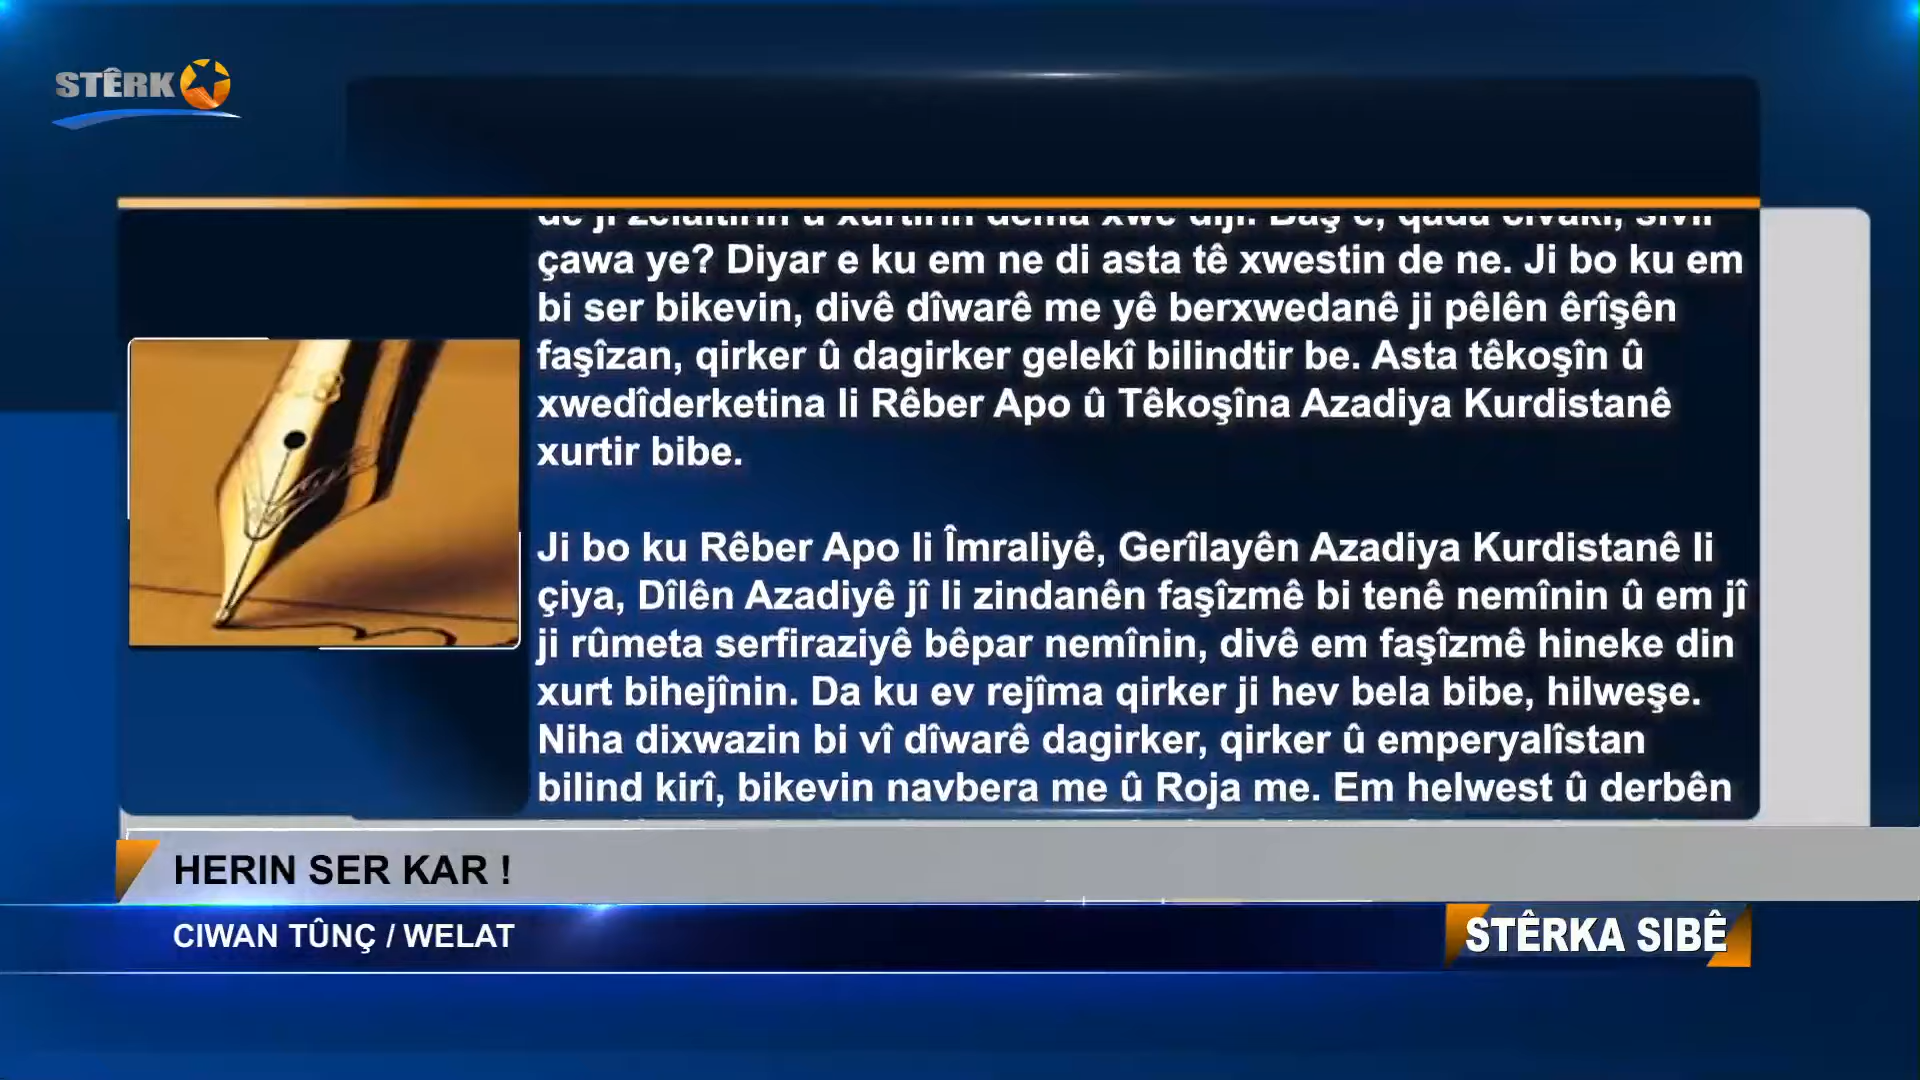 STÊRK
çawa ye? Diyar e ku em ne di asta tê xwestin de ne. Ji bo ku em
bi ser bikevin, divê dîwarê me yê berxwedanê ji pêlên êrîşên
faşîzan, qirker û dagirker gelekî bilindtir be. Asta têkoşîn û
xwedîderketina li Rêber Apo û Têkoşîna Azadiya Kurdistanê
xurtir bibe.
Ji bo ku Rêber Apo li Îmraliyê, Gerîlayên Azadiya Kurdistanê li
çiya, Dîlên Azadiyê jî li zindanên faşîzmê bi tenê nemînin û em jî
ji rûmeta serfiraziyê bêpar nemînin, divê em faşîzmê hineke din
xurt bihejînin. Da ku ev rejîma qirker ji hev bela bibe, hilweşe.
Niha dixwazin bi vî dîwarê dagirker, qirker û emperyalîstan
bilind kirî, bikevin navbera me û Roja me. Em helwest û derbên
HERIN SER KAR !
CIWAN TÛNÇ / WELAT
STÊRKA SIBÊ